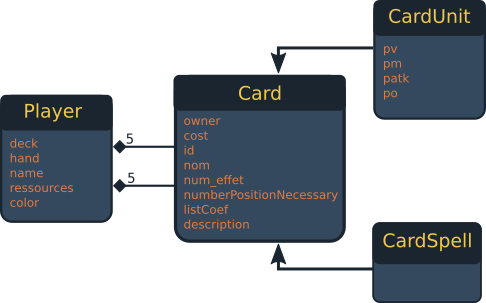 Player
deck
hand
name
ressources
color
5
5
Card
owner
cost
id
nom
num_effet
numberPositionNecessary
listCoef
description
CardUnit
pv
pm
patk
po
CardSpell